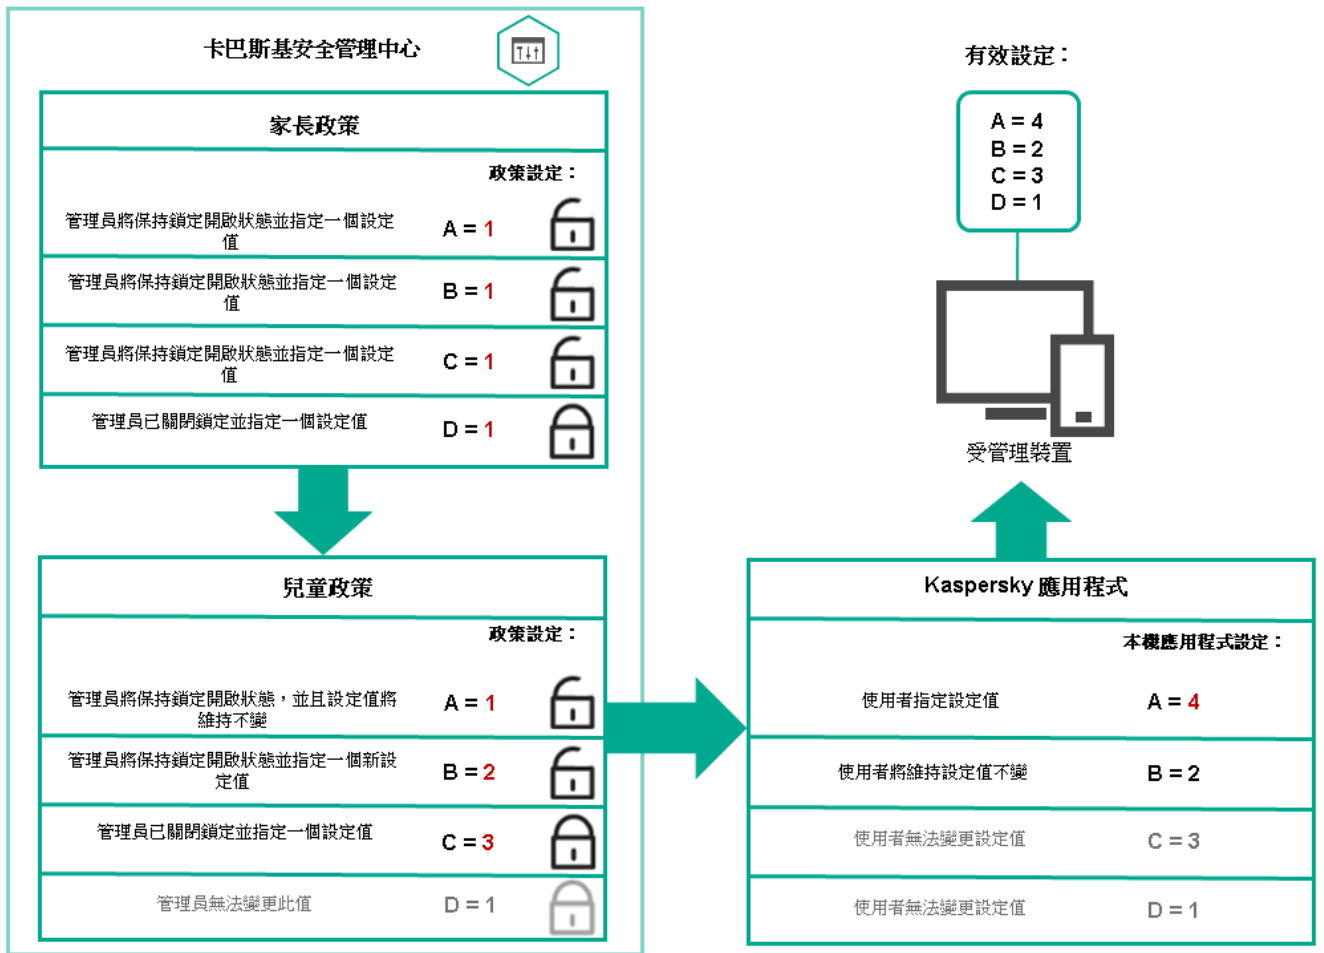 卡巴斯基安全管理中心
家長政策
政策設定：
管理員將保持鎖定開啟狀態並指定一個設定
值
A = 1
管理員將保持鎖定開啟狀態並指定一個設定
值
B = 1
管理員將保持鎖定開啟狀態並指定一個設定
值
C = 1
管理員已關閉鎖定並指定一個設定值
D = 1
兒童政策
政策設定：
管理員將保持鎖定開啟狀態，並且設定值將
維持不變
A = 1
管理員將保持鎖定開啟狀態並指定一個新設
定值
B = 2
管理員已關閉鎖定並指定一個設定值
C = 3
管理員無法變更此值
D = 1
有效設定：
A = 4
B = 2
C = 3
D = 1
受管理裝置
Kaspersky 應用程式
本機應用程式設定：
使用者指定設定值
A = 4
使用者將維持設定值不變
B = 2
使用者無法變更設定值
C = 3
使用者無法變更設定值
D = 1